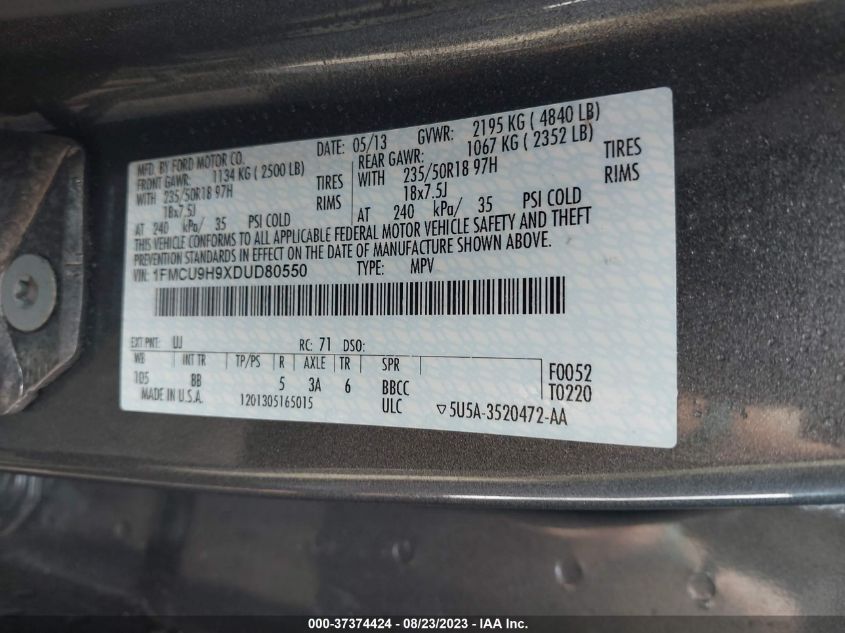 MFD. BY FORD MOTOR CO.
DATE: 05/13 GVWR: 2195 KG ( 4840 LB)
FRONT GAWR: 1134 KG ( 2500 LB)
REAR GAWR: 1067 KG ( 2352 LB)
WITH 235/50R18 97H TIRES
WITH 235/50R18 97H TIRES
18x7.5J RIMS
18x7.5J RIMS
AT 240 kPa/ 35 PSI COLD
AT 240 kPa/ 35 PSI COLD
THIS VEHICLE CONFORMS TO ALL APPLICABLE FEDERAL MOTOR VEHICLE SAFETY AND THEFT
PREVENTION STANDARDS IN EFFECT ON THE DATE OF MANUFACTURE SHOWN ABOVE.
VIN: 1FMCU9H9XDUD80550 TYPE: MPV
EXT PNT: UJ RC: 71 DSO:
WB INT TR TP/PS R AXLE TR SPR
105 BB 5 3A 6 BBCC
F0052
T0220
MADE IN U.S.A. 1201305165015 ULC ▽5U5A-3520472-AA
000-37374424 - 08/23/2023 - IAA Inc.